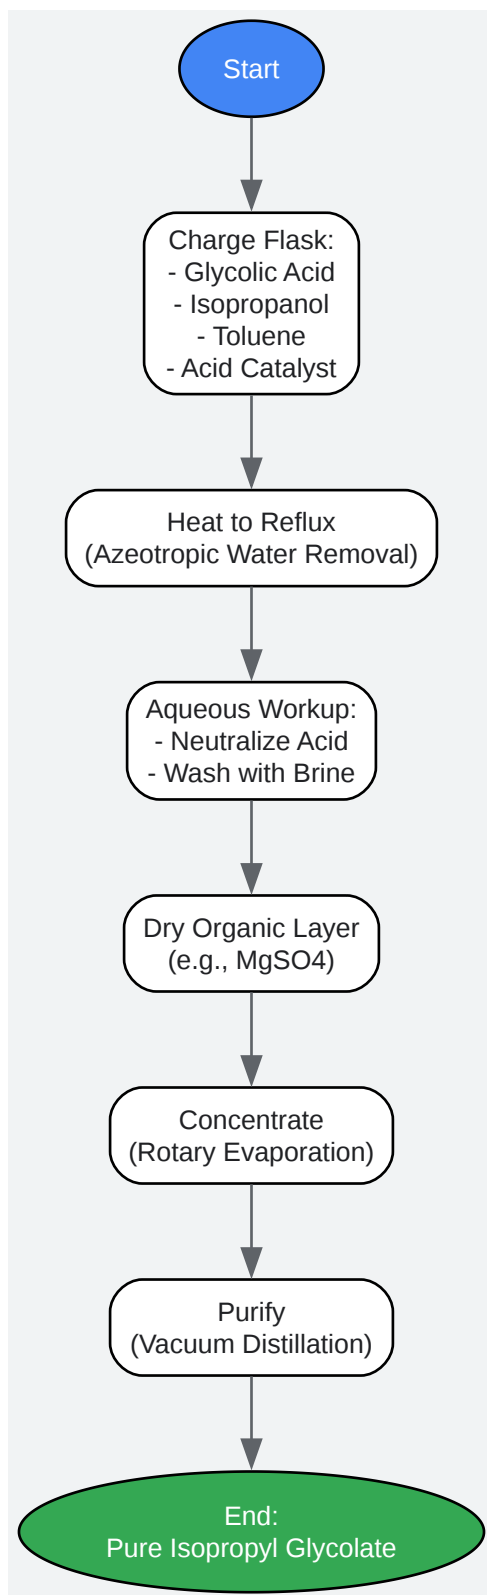 Start
Charge Flask:
- Glycolic Acid
- Isopropanol
- Toluene
- Acid Catalyst
Heat to Reflux
(Azeotropic Water Removal)
Aqueous Workup:
- Neutralize Acid
- Wash with Brine
Dry Organic Layer
(e.g., MgSO4)
Concentrate
(Rotary Evaporation)
Purify
(Vacuum Distillation)
End:
Pure Isopropyl Glycolate